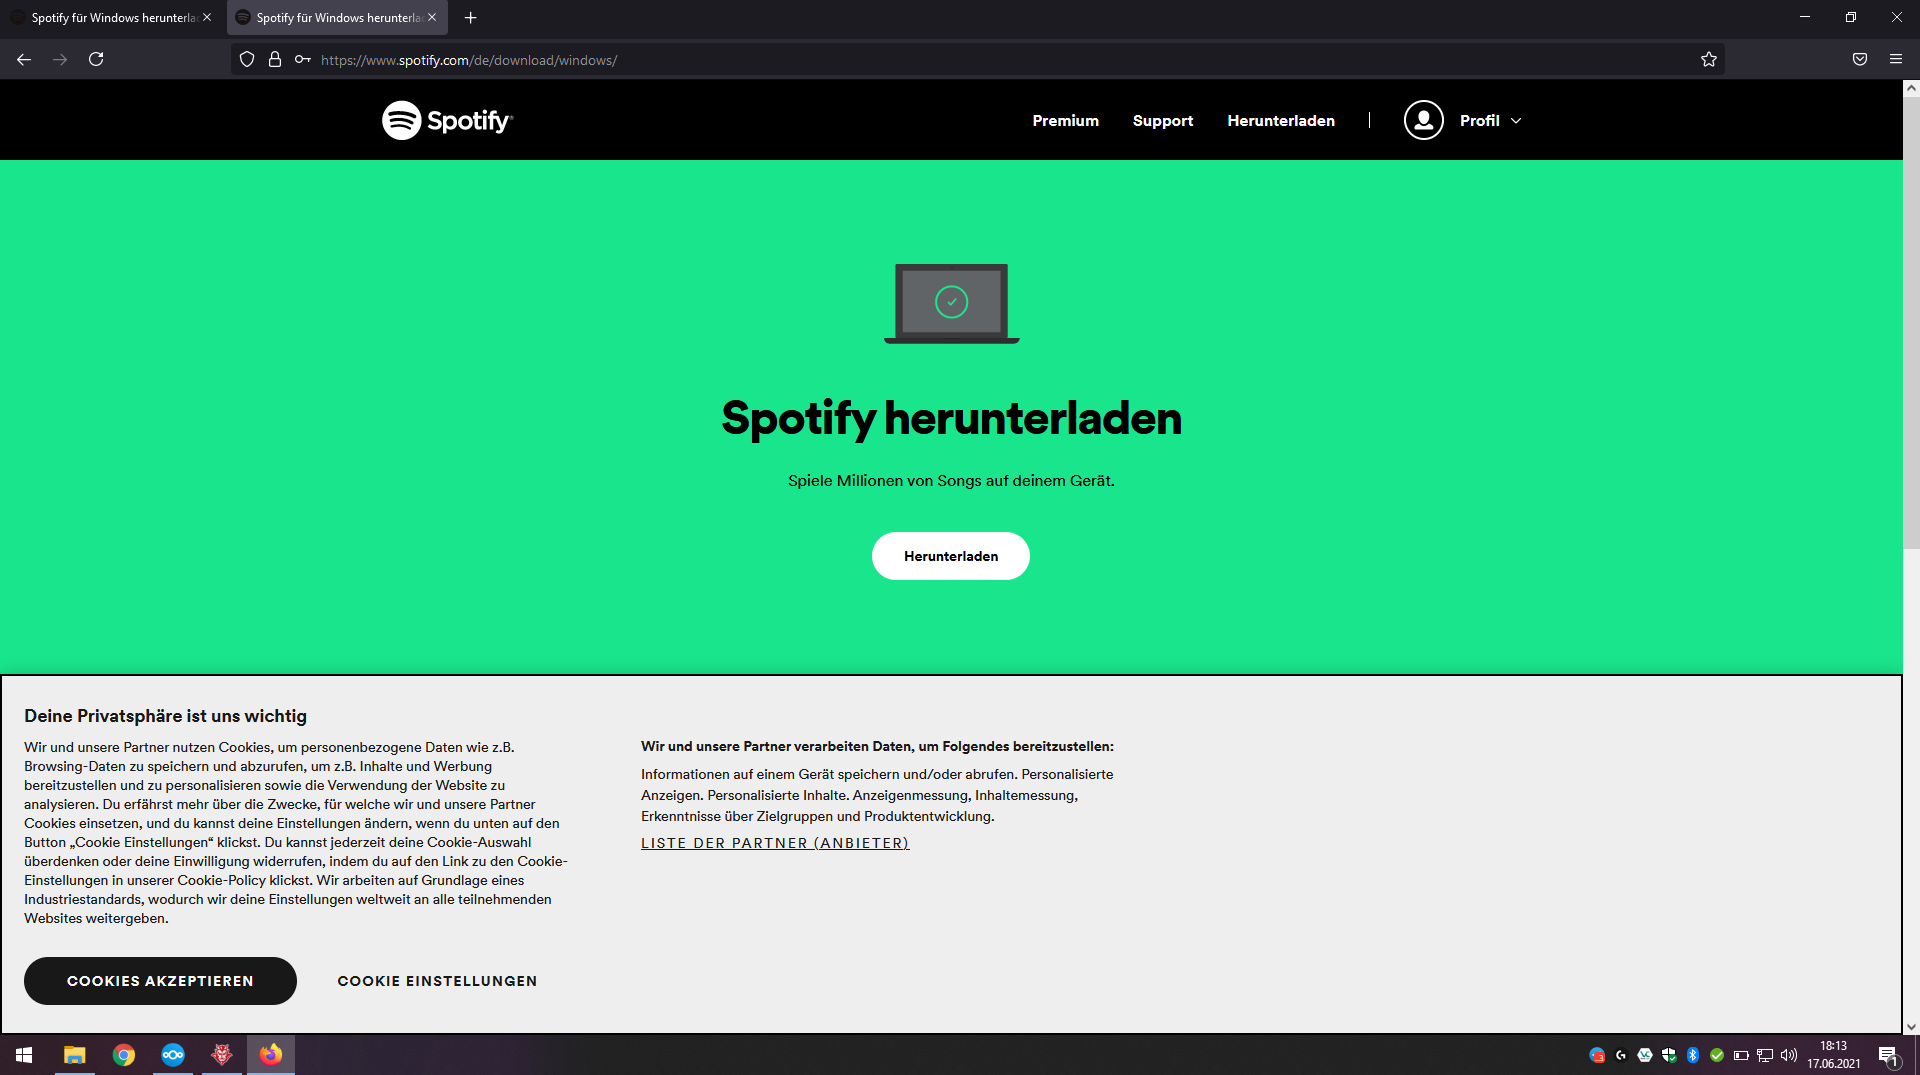 Spotify für Windows herunterla
Spotify für Windows herunterla
https://www.spotify.com/de/download/windows/
Spotify
Premium
Support
Herunterladen
Profil
Spotify herunterladen
Spiele Millionen von Songs auf deinem Gerät.
Herunterladen
Deine Privatsphäre ist uns wichtig
Wir und unsere Partner nutzen Cookies, um personenbezogene Daten wie z.B.
Browsing-Daten zu speichern und abzurufen, um z.B. Inhalte und Werbung
bereitzustellen und zu personalisieren sowie die Verwendung der Website zu
analysieren. Du erfährst mehr über die Zwecke, für welche wir und unsere Partner
Cookies einsetzen, und du kannst deine Einstellungen ändern, wenn du unten auf den
Button „Cookie Einstellungen“ klickst. Du kannst jederzeit deine Cookie-Auswahl
überdenken oder deine Einwilligung widerrufen, indem du auf den Link zu den Cookie-
Einstellungen in unserer Cookie-Policy klickst. Wir arbeiten auf Grundlage eines
Industriestandards, wodurch wir deine Einstellungen weltweit an alle teilnehmenden
Websites weitergeben.
Wir und unsere Partner verarbeiten Daten, um Folgendes bereitzustellen:
Informationen auf einem Gerät speichern und/oder abrufen. Personalisierte
Anzeigen. Personalisierte Inhalte. Anzeigenmessung, Inhaltemessung,
Erkenntnisse über Zielgruppen und Produktentwicklung.
LISTE DER PARTNER (ANBIETER)
COOKIES AKZEPTIEREN
COOKIE EINSTELLUNGEN
3
18:13
17.06.2021
1